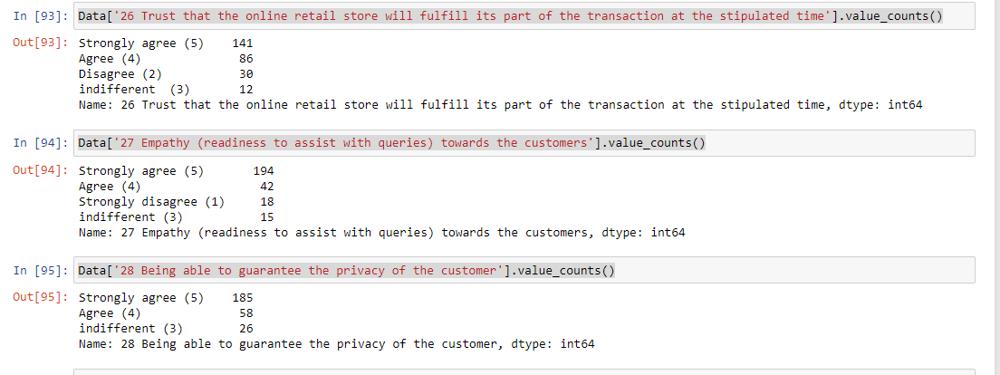 In [93]: Data['26 Trust that the online retail store will fulfill its part of the transaction at the stipulated time'].value_counts()
Out[93]: Strongly agree (5)    141
Agree (4)              86
Disagree (2)           30
indifferent  (3)       12
Name: 26 Trust that the online retail store will fulfill its part of the transaction at the stipulated time, dtype: int64
In [94]: Data['27 Empathy (readiness to assist with queries) towards the customers'].value_counts()
Out[94]: Strongly agree (5)       194
Agree (4)                 42
Strongly disagree (1)     18
indifferent (3)           15
Name: 27 Empathy (readiness to assist with queries) towards the customers, dtype: int64
In [95]: Data['28 Being able to guarantee the privacy of the customer'].value_counts()
Out[95]: Strongly agree (5)    185
Agree (4)              58
indifferent (3)        26
Name: 28 Being able to guarantee the privacy of the customer, dtype: int64